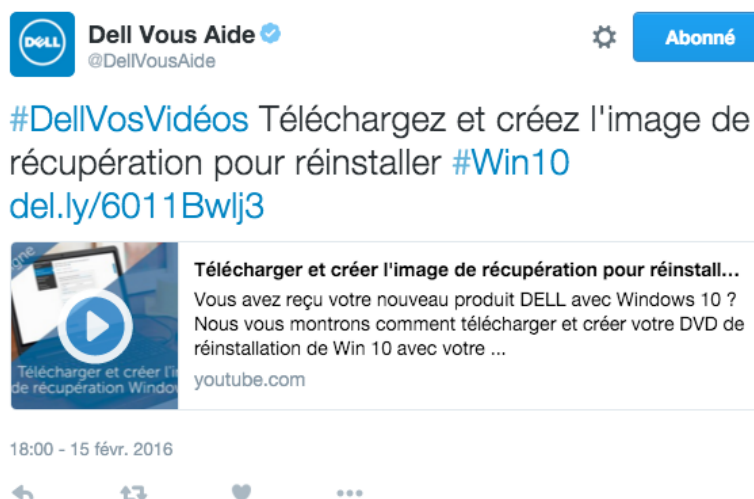 DELL
Dell Vous Aide
@DellVousAide
Abonné
#DellVosVidéos Téléchargez et créez l'image de
récupération pour réinstaller #Win10
del.ly/6011Bwlj3
Télécharger et créer l'i
de récupération Window
Télécharger et créer l'image de récupération pour réinstall...
Vous avez reçu votre nouveau produit DELL avec Windows 10 ?
Nous vous montrons comment télécharger et créer votre DVD de
réinstallation de Win 10 avec votre ...
youtube.com
18:00 - 15 févr. 2016